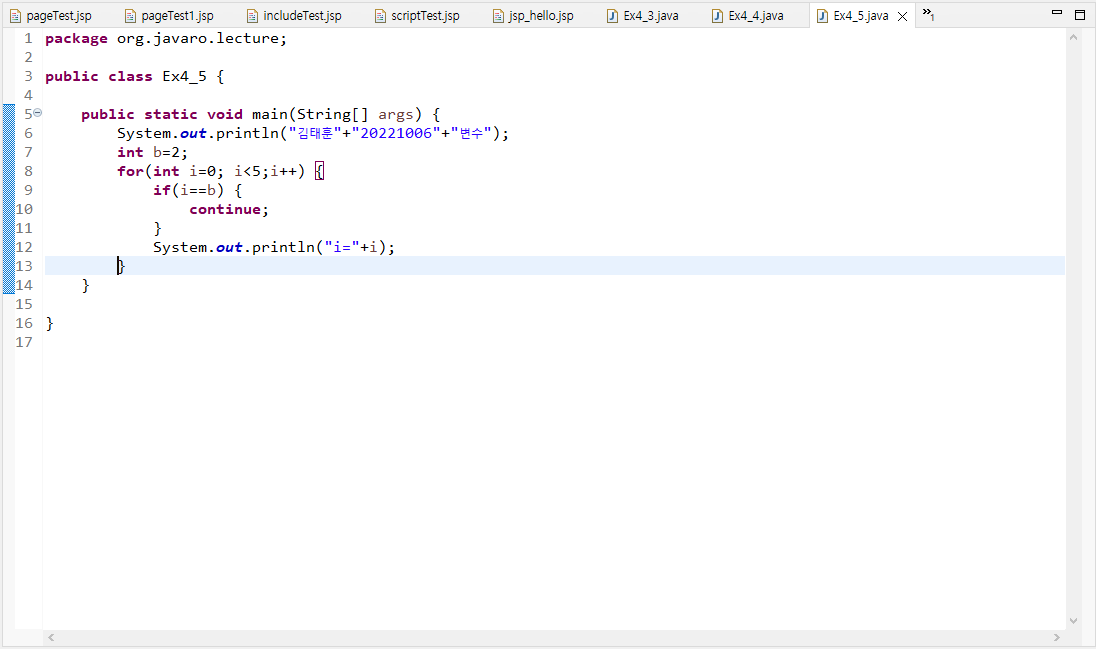 pageTest.jsp pageTest1.jsp includeTest.jsp scriptTest.jsp jsp_hello.jsp Ex4_3.java Ex4_4.java Ex4_5.java »1
1 package org.javaro.lecture;
2
3 public class Ex4_5 {
4
5 public static void main(String[] args) {
6 System.out.println("김태훈"+"20221006"+"변수");
7 int b=2;
8 for(int i=0; i<5;i++) {
9 if(i==b) {
10 continue;
11 }
12 System.out.println("i="+i);
13 }
14 }
15
16 }
17